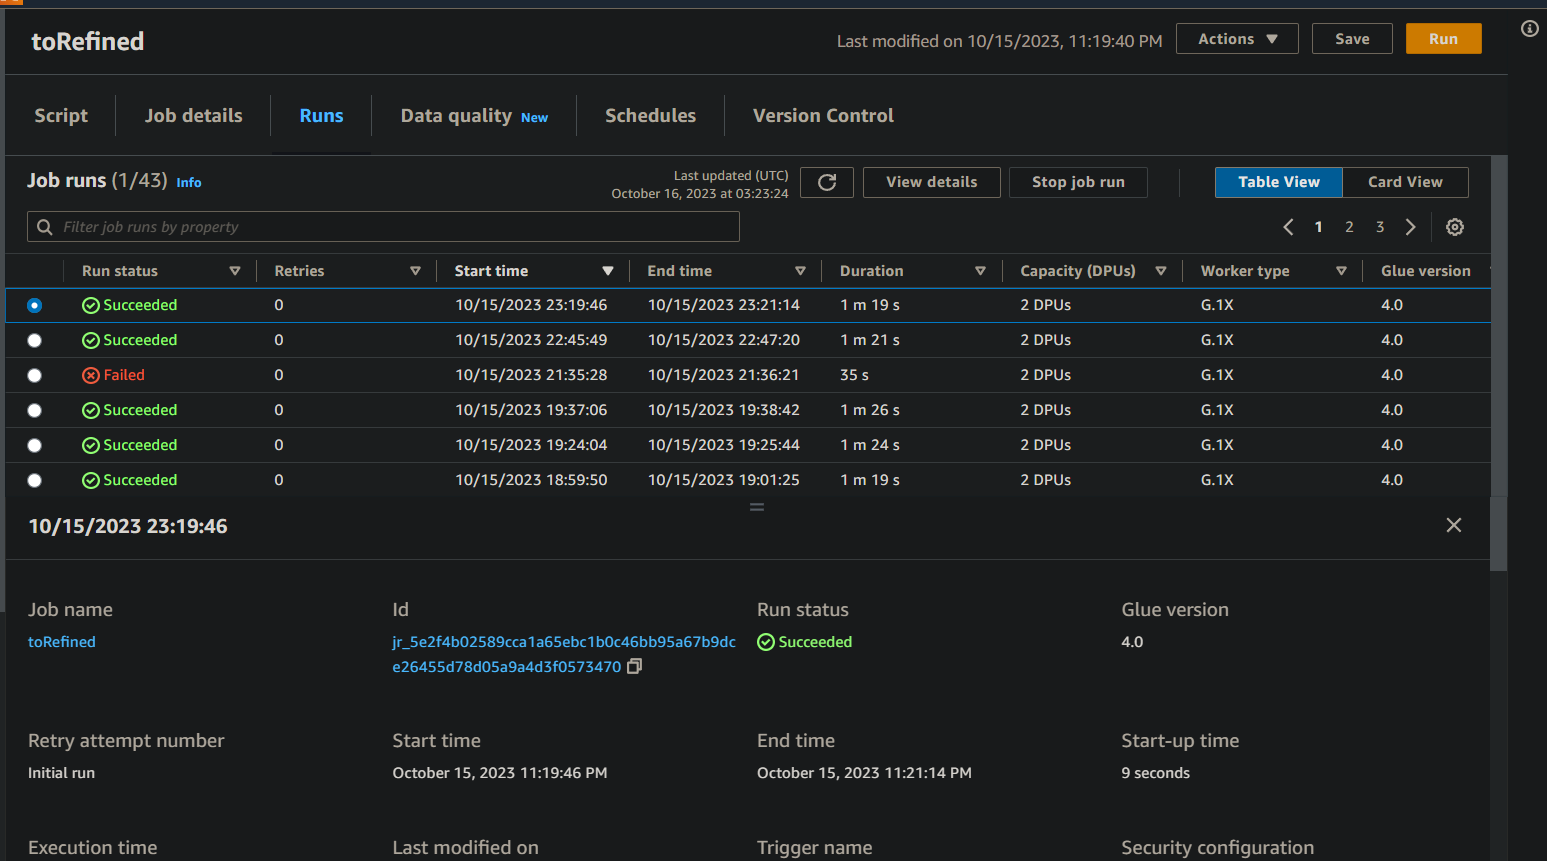 toRefined
Last modified on 10/15/2023, 11:19:40 PM
Actions
Save
Run
Script
Job details
Runs
Data quality New
Schedules
Version Control
Job runs (1/43) Info
Last updated (UTC)
October 16, 2023 at 03:23:24
View details
Stop job run
Table View
Card View
Filter job runs by property
1 2 3
Run status Retries Start time End time Duration Capacity (DPUs) Worker type Glue version
Succeeded 0 10/15/2023 23:19:46 10/15/2023 23:21:14 1 m 19 s 2 DPUs G.1X 4.0
Succeeded 0 10/15/2023 22:45:49 10/15/2023 22:47:20 1 m 21 s 2 DPUs G.1X 4.0
Failed 0 10/15/2023 21:35:28 10/15/2023 21:36:21 35 s 2 DPUs G.1X 4.0
Succeeded 0 10/15/2023 19:37:06 10/15/2023 19:38:42 1 m 26 s 2 DPUs G.1X 4.0
Succeeded 0 10/15/2023 19:24:04 10/15/2023 19:25:44 1 m 24 s 2 DPUs G.1X 4.0
Succeeded 0 10/15/2023 18:59:50 10/15/2023 19:01:25 1 m 19 s 2 DPUs G.1X 4.0
10/15/2023 23:19:46
Job name
toRefined
Id
jr_5e2f4b02589cca1a65ebc1b0c46bb95a67b9dc
e26455d78d05a9a4d3f0573470
Run status
Succeeded
Glue version
4.0
Retry attempt number
Initial run
Start time
October 15, 2023 11:19:46 PM
End time
October 15, 2023 11:21:14 PM
Start-up time
9 seconds
Execution time
Last modified on
Trigger name
Security configuration